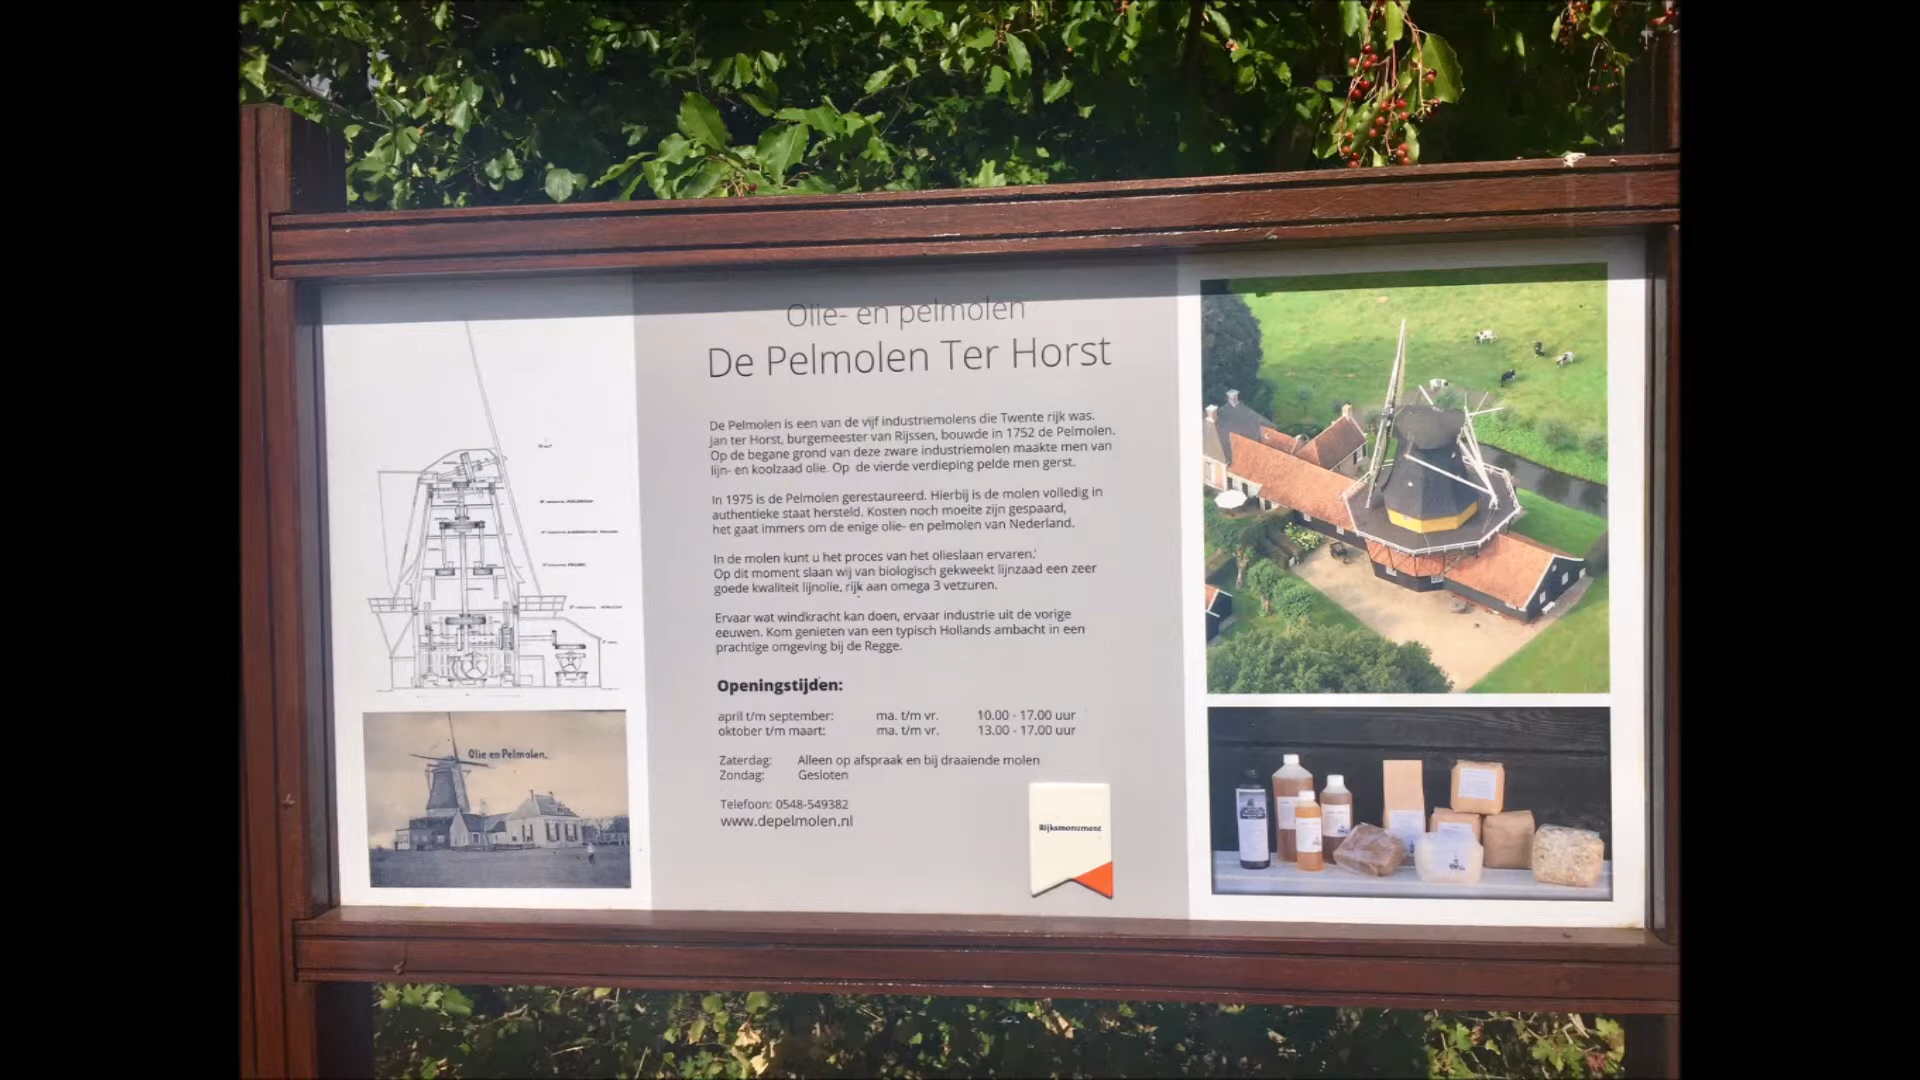 Olie- en pelmolen
De Pelmolen Ter Horst
De Pelmolen is een van de vijf industriemolens die Twente rijk was.
Jan ter Horst, burgemeester van Rijssen, bouwde in 1752 de Pelmolen.
Op de begane grond van deze zware industriemolen maakte men van
lijn- en koolzaad olie. Op de vierde verdieping pelde men gerst.
In 1975 is de Pelmolen gerestaureerd. Hierbij is de molen volledig in
authentieke staat hersteld. Kosten noch moeite zijn gespaard,
het gaat immers om de enige olie- en pelmolen van Nederland.
In de molen kunt u het proces van het olieslaan ervaren.
Op dit moment slaan wij van biologisch gekweekt lijnzaad een zeer
goede kwaliteit lijnolie, rijk aan omega 3 vetzuren.
Ervaar wat windkracht kan doen, ervaar industrie uit de vorige
eeuwen. Kom genieten van een typisch Hollands ambacht in een
prachtige omgeving bij de Regge.
Openingstijden:
april t/m september: ma. t/m vr. 10.00 - 17.00 uur
oktober t/m maart: ma. t/m vr. 13.00 - 17.00 uur
Zaterdag: Alleen op afspraak en bij draaiende molen
Zondag: Gesloten
Telefoon: 0548-549382
www.depelmolen.nl
Rijksmonument
Olie en Pelmolen.